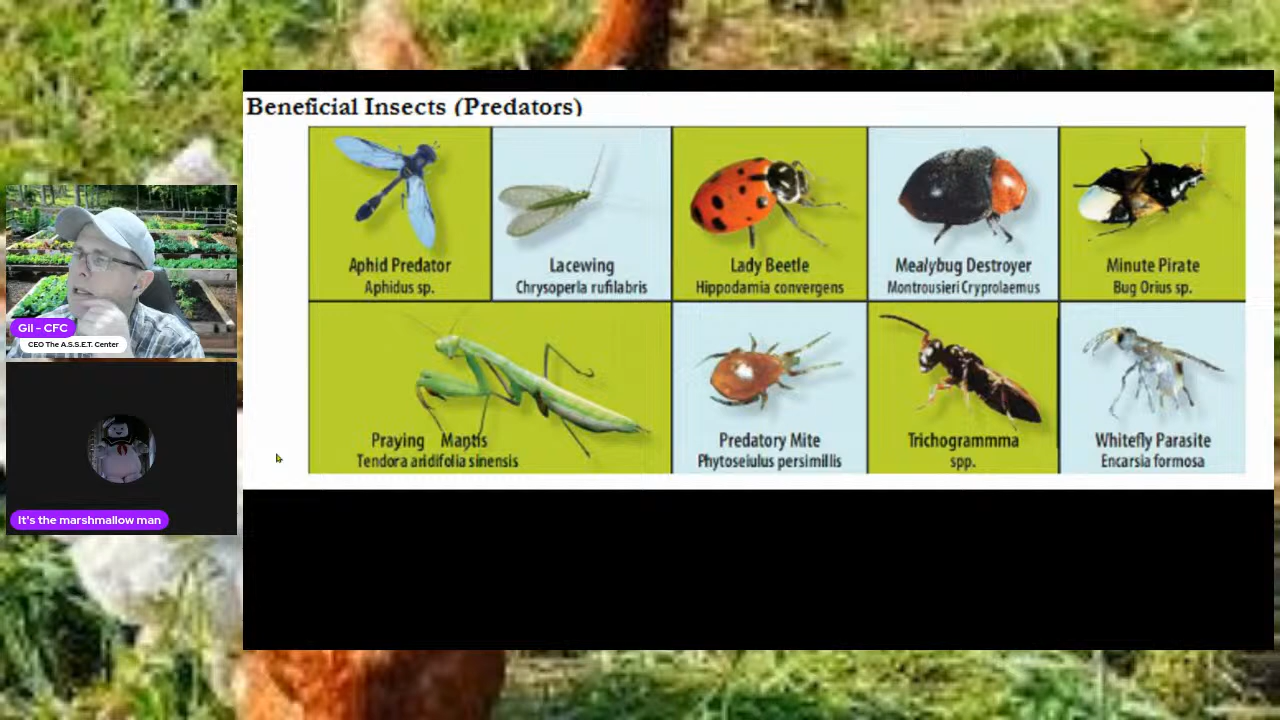 Beneficial Insects (Predators)
Aphid Predator
Aphidus sp.
Lacewing
Chrysoperla rufilabris
Lady Beetle
Hippodamia convergens
Mealybug Destroyer
Montrousieri Cryprolaemus
Minute Pirate
Bug Orius sp.
Praying Mantis
Tendora aridifolia sinensis
Predatory Mite
Phytoseiulus persimillis
Trichogrammma
spp.
Whitefly Parasite
Encarsia formosa
Gil - CFC
CEO The A.S.S.E.T. Center
It's the marshmallow man